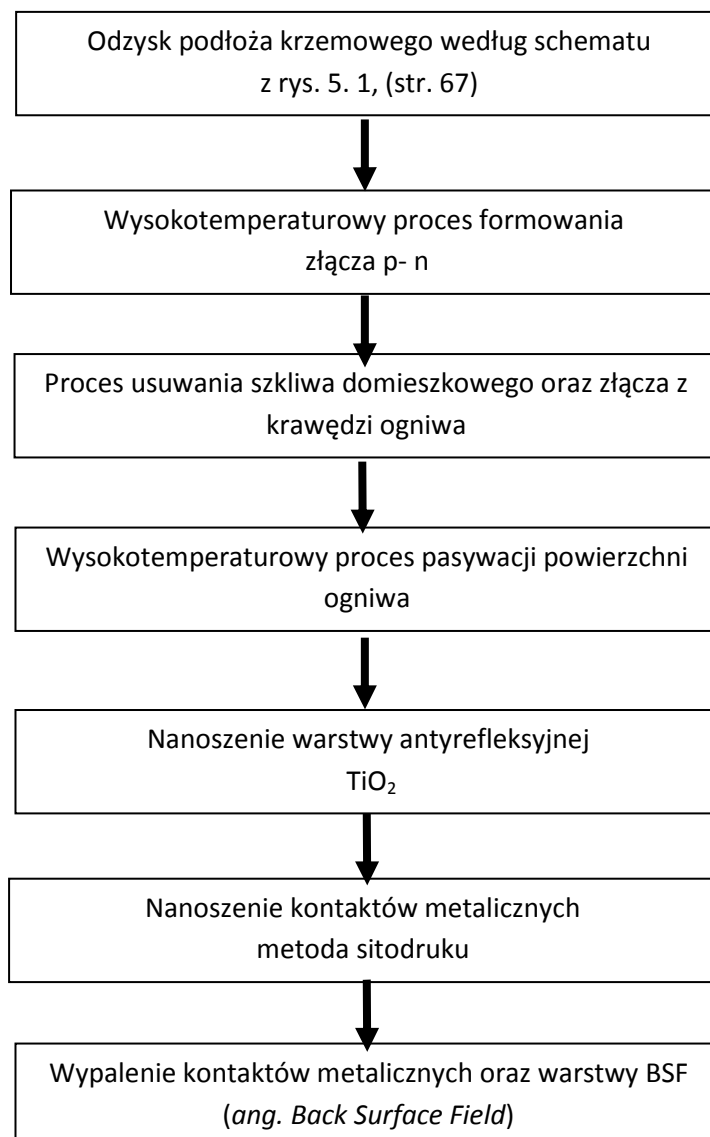 Odzysk podłoża krzemowego według schematu
z rys. 5. 1, (str. 67)
Wysokotemperaturowy proces formowania
złącza p- n
Proces usuwania szkliwa domieszkowego oraz złącza z
krawędzi ogniwa
Wysokotemperaturowy proces pasywacji powierzchni
ogniwa
Nanoszenie warstwy antyrefleksyjnej
TiO₂
Nanoszenie kontaktów metalicznych
metoda sitodruku
Wypalenie kontaktów metalicznych oraz warstwy BSF
(ang. Back Surface Field)